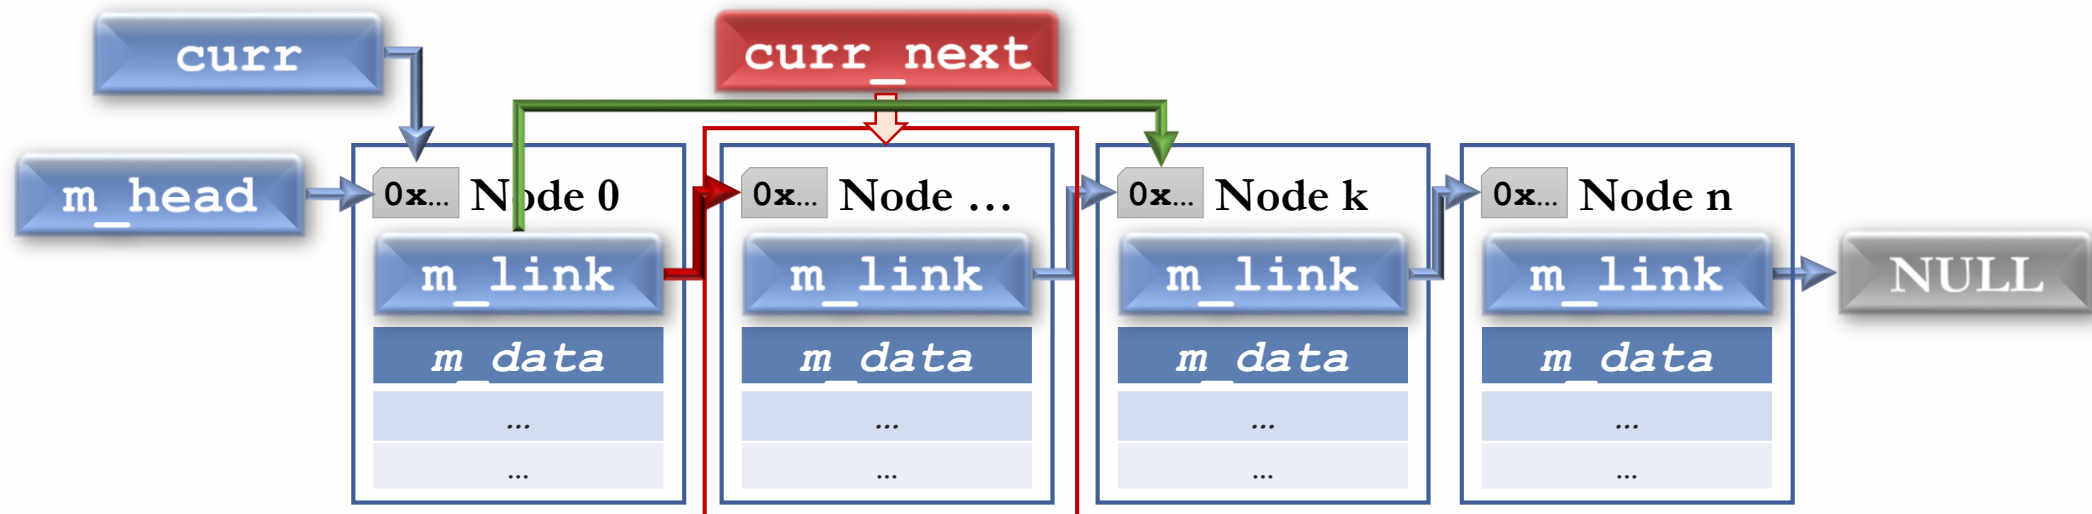 curr
curr_next
m_head
0x... Node 0
0x... Node ...
0x... Node k
0x... Node n
m_link
m_link
m_link
m_link
NULL
m_data
m_data
m_data
m_data
...
...
...
...
...
...
...
...